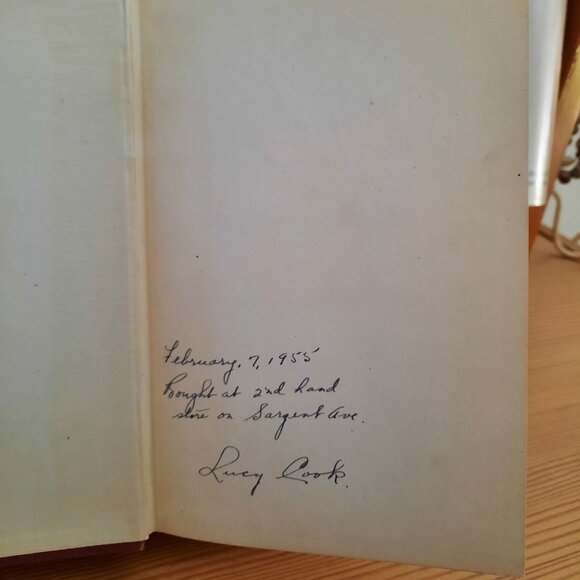 February, 7, 1955
Bought at 2nd hand
store on Sargent Ave.
Lucy Cook.